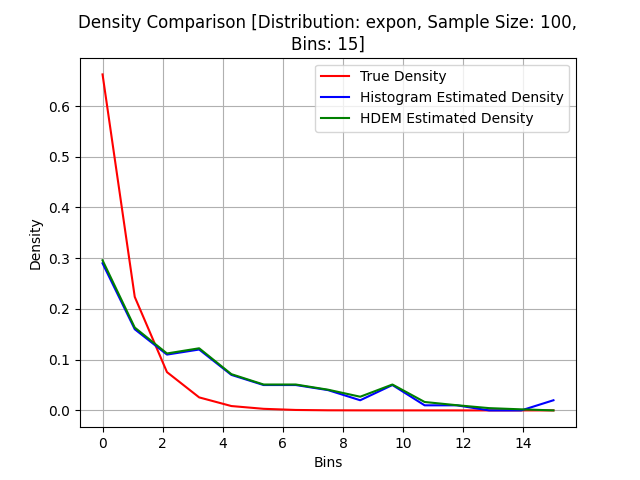 Density Comparison [Distribution: expon, Sample Size: 100,
Bins: 15]
True Density
Histogram Estimated Density
HDEM Estimated Density
Density
0.6
0.5
0.4
0.3
0.2
0.1
0.0
0 2 4 6 8 10 12 14
Bins